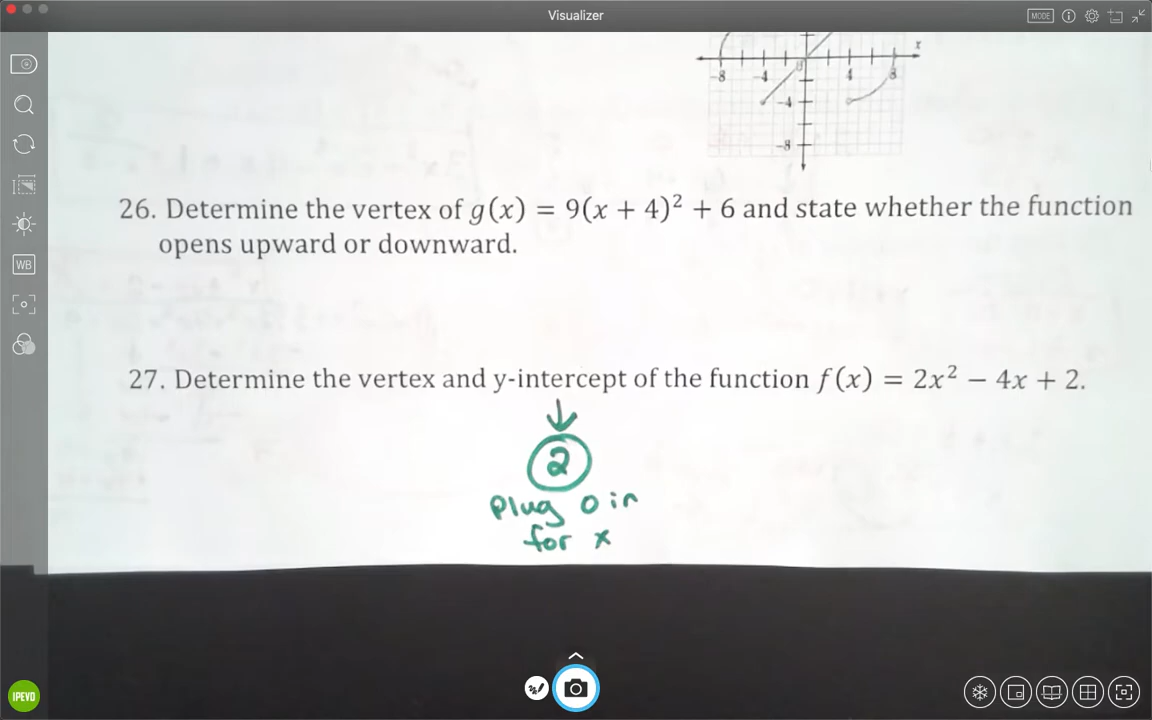 Visualizer
MODE
x
-8
-4
4
8
-4
-8
26. Determine the vertex of g(x) = 9(x + 4)² + 6 and state whether the function
opens upward or downward.
WB
27. Determine the vertex and y-intercept of the function f(x) = 2x² − 4x + 2.
2
Plug 0 in
for x
IPEVO